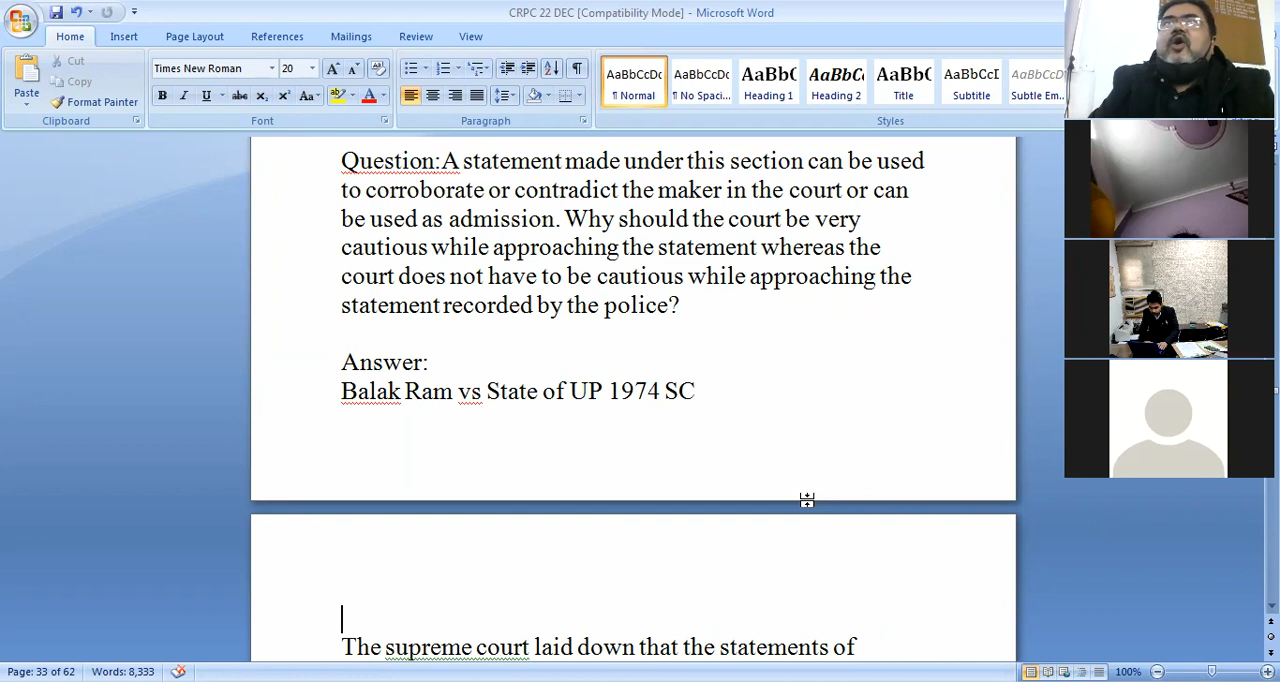 CRPC 22 DEC [Compatibility Mode] - Microsoft Word
Home Insert Page Layout References Mailings Review View
Paste
Cut
Copy
Format Painter
Clipboard
Times New Roman 20
B I U abc X₂ X² Aa
Font
Paragraph
AaBbCcDc AaBbCcDc AaBbC AaBbCc AaBbC AaBbCcI AaBbCcDc
¶ Normal ¶ No Spaci... Heading 1 Heading 2 Title Subtitle Subtle Em...
Styles
Question:A statement made under this section can be used
to corroborate or contradict the maker in the court or can
be used as admission. Why should the court be very
cautious while approaching the statement whereas the
court does not have to be cautious while approaching the
statement recorded by the police?
Answer:
Balak Ram vs State of UP 1974 SC
The supreme court laid down that the statements of
Page: 33 of 62 Words: 8,333 100%